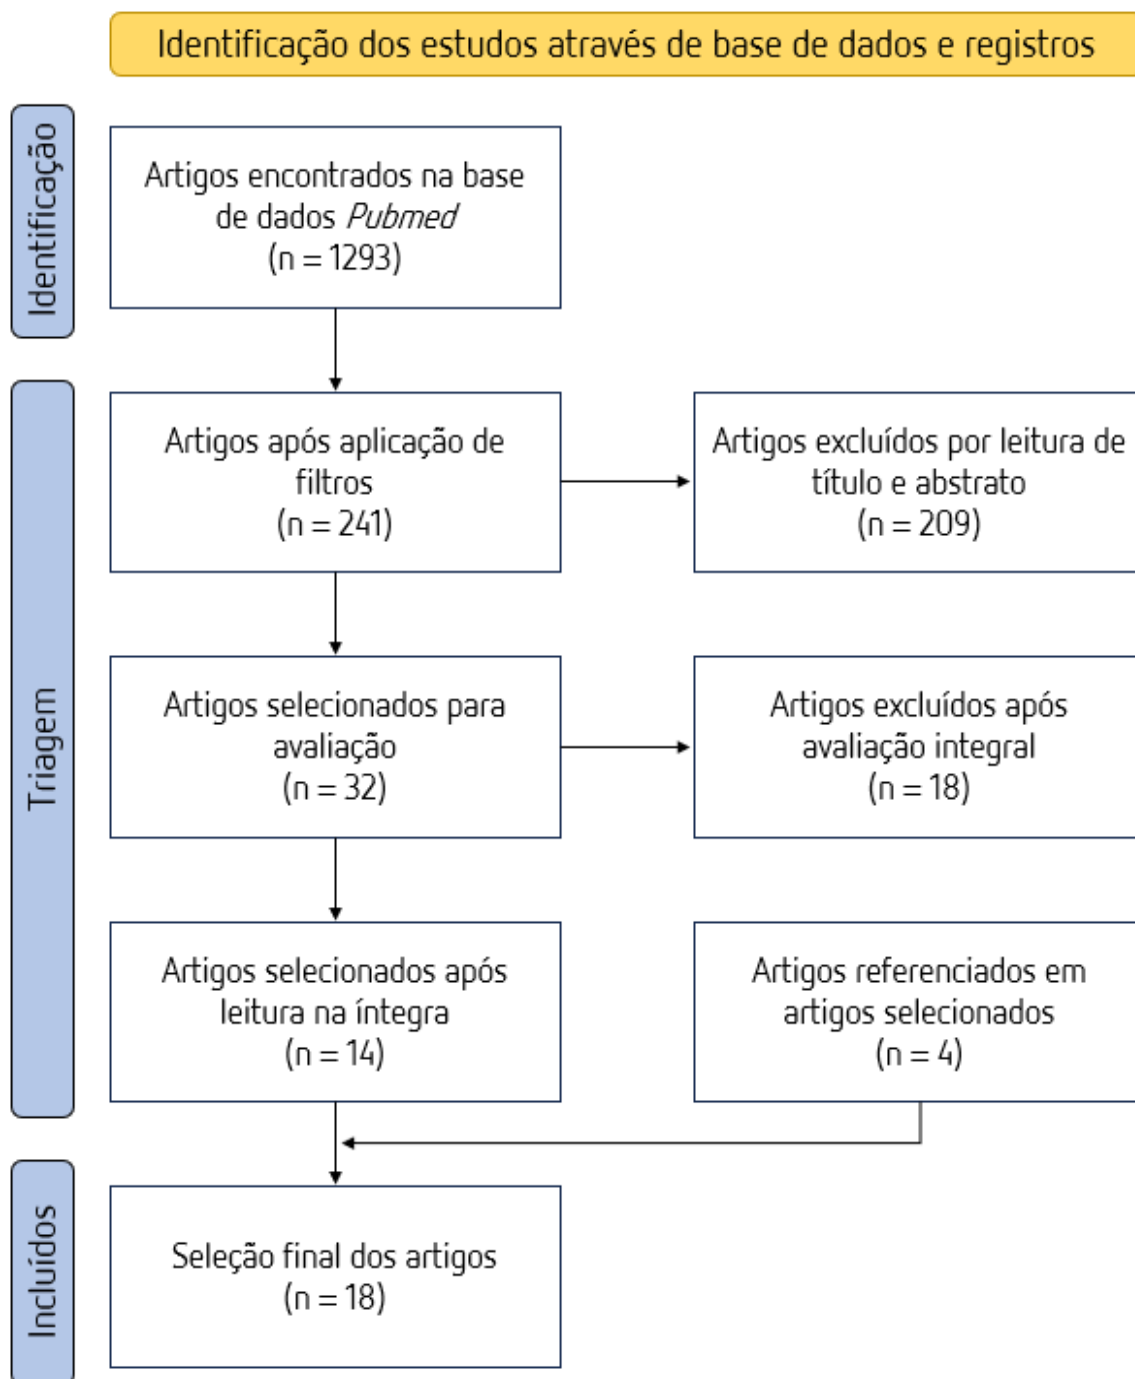 Identificação dos estudos através de base de dados e registros
Identificação
Artigos encontrados na base
de dados Pubmed
(n = 1293)
Triagem
Artigos após aplicação de
filtros
(n = 241)
Artigos excluídos por leitura de
título e abstrato
(n = 209)
Artigos selecionados para
avaliação
(n = 32)
Artigos excluídos após
avaliação integral
(n = 18)
Artigos selecionados após
leitura na íntegra
(n = 14)
Artigos referenciados em
artigos selecionados
(n = 4)
Incluídos
Seleção final dos artigos
(n = 18)